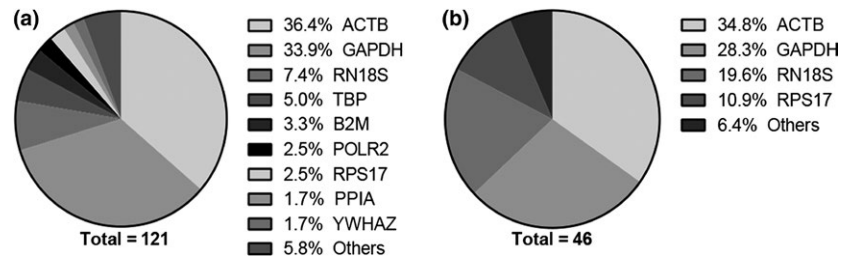 (a)
36.4% ACTB
33.9% GAPDH
7.4% RN18S
5.0% TBP
3.3% B2M
2.5% POLR2
2.5% RPS17
1.7% PPIA
1.7% YWHAZ
5.8% Others
Total = 121
(b)
34.8% ACTB
28.3% GAPDH
19.6% RN18S
10.9% RPS17
6.4% Others
Total = 46